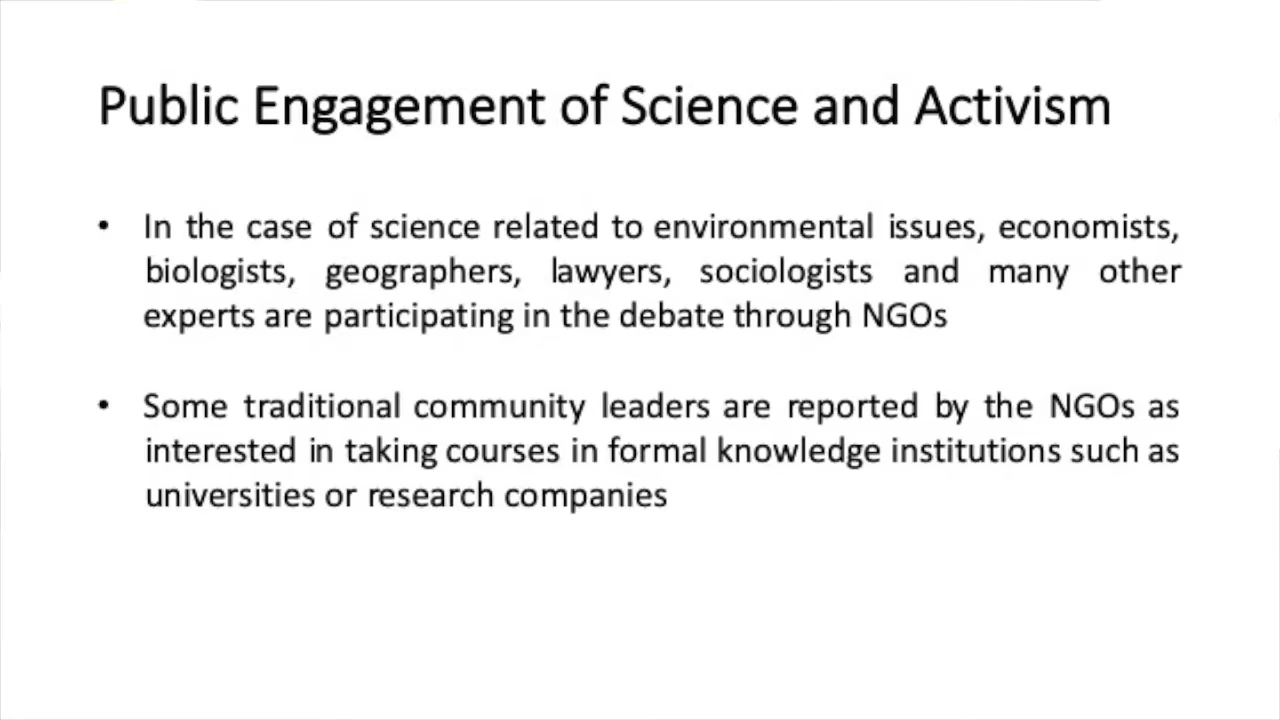 Public Engagement of Science and Activism
• In the case of science related to environmental issues, economists,
biologists, geographers, lawyers, sociologists and many other
experts are participating in the debate through NGOs
• Some traditional community leaders are reported by the NGOs as
interested in taking courses in formal knowledge institutions such as
universities or research companies